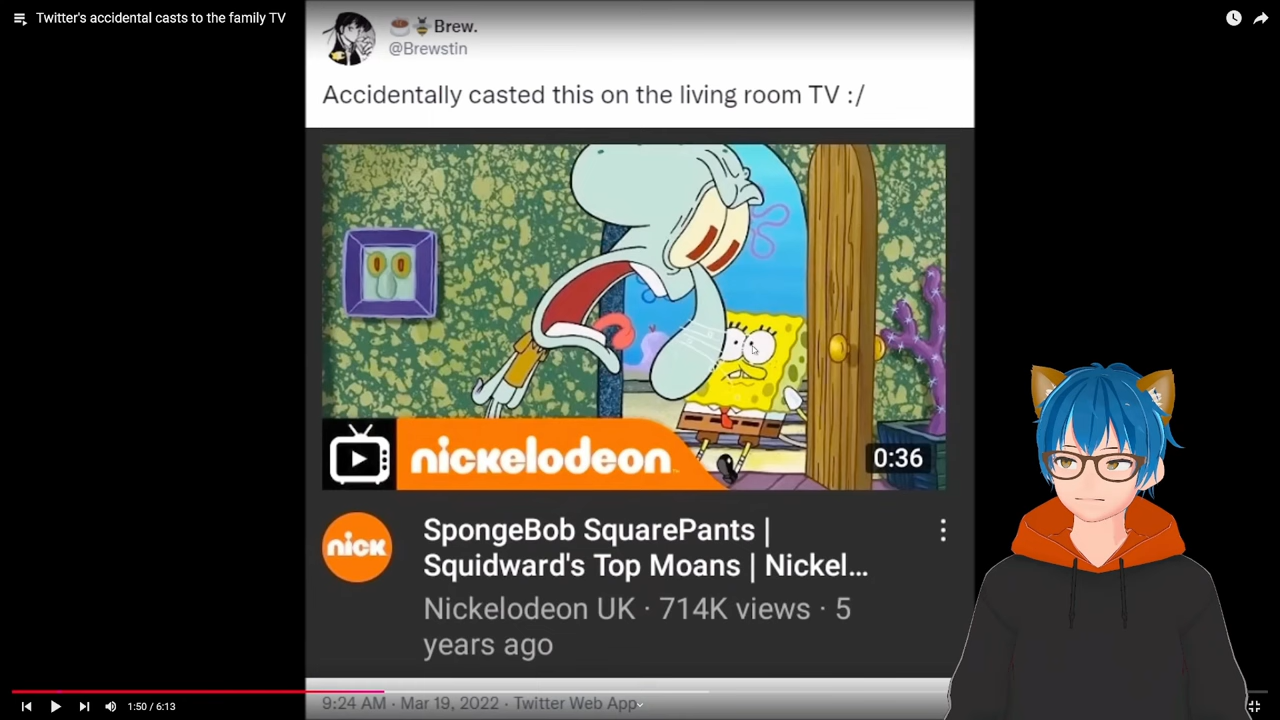 Twitter's accidental casts to the family TV
Brew.
@Brewstin
Accidentally casted this on the living room TV :/
nickelodeon
0:36
nick
SpongeBob SquarePants |
Squidward's Top Moans | Nickel...
Nickelodeon UK · 714K views · 5
years ago
9:24 AM · Mar 19, 2022 · Twitter Web App
1:50 / 6:13